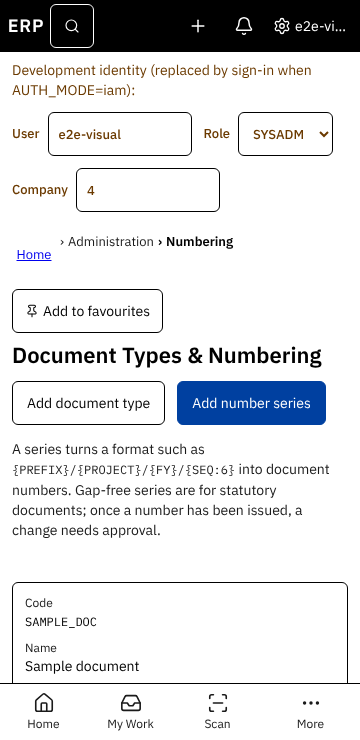 ERP
e2e-vi...
Development identity (replaced by sign-in when
AUTH_MODE=iam):
User e2e-visual Role SYSADM
Company 4
Home › Administration › Numbering
Add to favourites
Document Types & Numbering
Add document type Add number series
A series turns a format such as
{PREFIX}/{PROJECT}/{FY}/{SEQ:6} into document
numbers. Gap-free series are for statutory
documents; once a number has been issued, a
change needs approval.
Code
SAMPLE_DOC
Name
Sample document
Home My Work Scan More